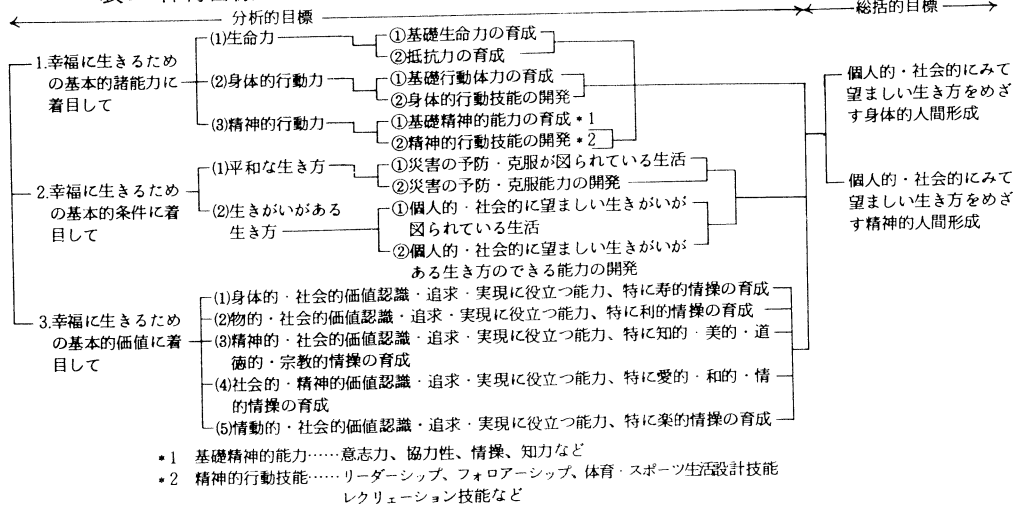 分析的目標
総括的目標
1.幸福に生きるため
の基本的諸能力に
着目して
(1)生命力
①基礎生命力の育成
②抵抗力の育成
(2)身体的行動力
①基礎行動体力の育成
②身体的行動技能の開発
(3)精神的行動力
①基礎精神的能力の育成*1
②精神的行動技能の開発*2
2.幸福に生きるため
の基本的条件に着
目して
(1)平和な生き方
①災害の予防・克服が図られている生活
②災害の予防・克服能力の開発
(2)生きがいがある
生き方
①個人的・社会的に望ましい生きがいが
図られている生活
②個人的・社会的に望ましい生きがいが
ある生き方のできる能力の開発
3.幸福に生きるため
の基本的価値に着
目して
(1)身体的・社会的価値認識・追求・実現に役立つ能力、特に寿的情操の育成
(2)物的・社会的価値認識・追求・実現に役立つ能力、特に利的情操の育成
(3)精神的・社会的価値認識・追求・実現に役立つ能力、特に知的・美的・道
徳的・宗教的情操の育成
(4)社会的・精神的価値認識・追求・実現に役立つ能力、特に愛的・和的・情
的情操の育成
(5)情動的・社会的価値認識・追求・実現に役立つ能力、特に楽的情操の育成
個人的・社会的にみて
望ましい生き方をめざ
す身体的人間形成
個人的・社会的にみて
望ましい生き方をめざ
す精神的人間形成
*1 基礎精神的能力……意志力、協力性、情操、知力など
*2 精神的行動技能……リーダーシップ、フォロアーシップ、体育・スポーツ生活設計技能
レクリェーション技能など